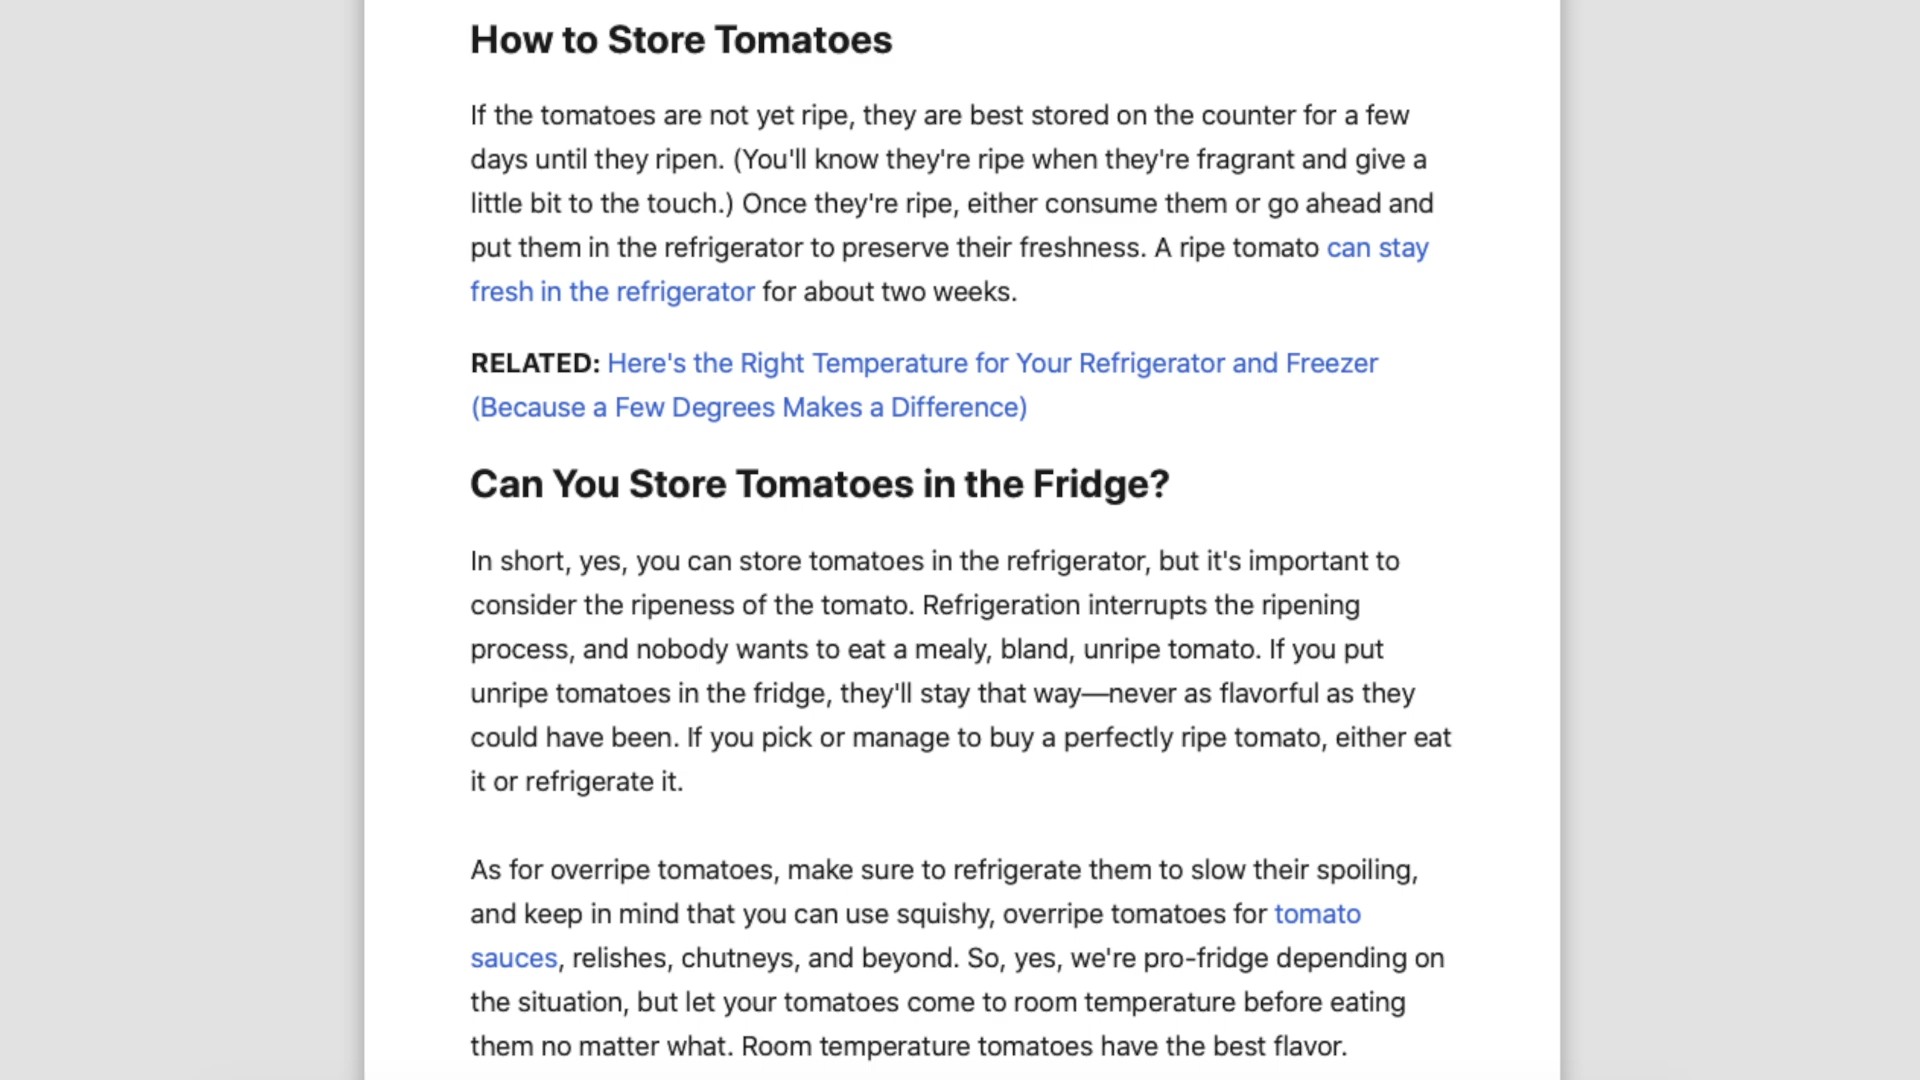 How to Store Tomatoes
If the tomatoes are not yet ripe, they are best stored on the counter for a few
days until they ripen. (You'll know they're ripe when they're fragrant and give a
little bit to the touch.) Once they're ripe, either consume them or go ahead and
put them in the refrigerator to preserve their freshness. A ripe tomato can stay
fresh in the refrigerator for about two weeks.
RELATED: Here's the Right Temperature for Your Refrigerator and Freezer
(Because a Few Degrees Makes a Difference)
Can You Store Tomatoes in the Fridge?
In short, yes, you can store tomatoes in the refrigerator, but it's important to
consider the ripeness of the tomato. Refrigeration interrupts the ripening
process, and nobody wants to eat a mealy, bland, unripe tomato. If you put
unripe tomatoes in the fridge, they'll stay that way—never as flavorful as they
could have been. If you pick or manage to buy a perfectly ripe tomato, either eat
it or refrigerate it.
As for overripe tomatoes, make sure to refrigerate them to slow their spoiling,
and keep in mind that you can use squishy, overripe tomatoes for tomato
sauces, relishes, chutneys, and beyond. So, yes, we're pro-fridge depending on
the situation, but let your tomatoes come to room temperature before eating
them no matter what. Room temperature tomatoes have the best flavor.